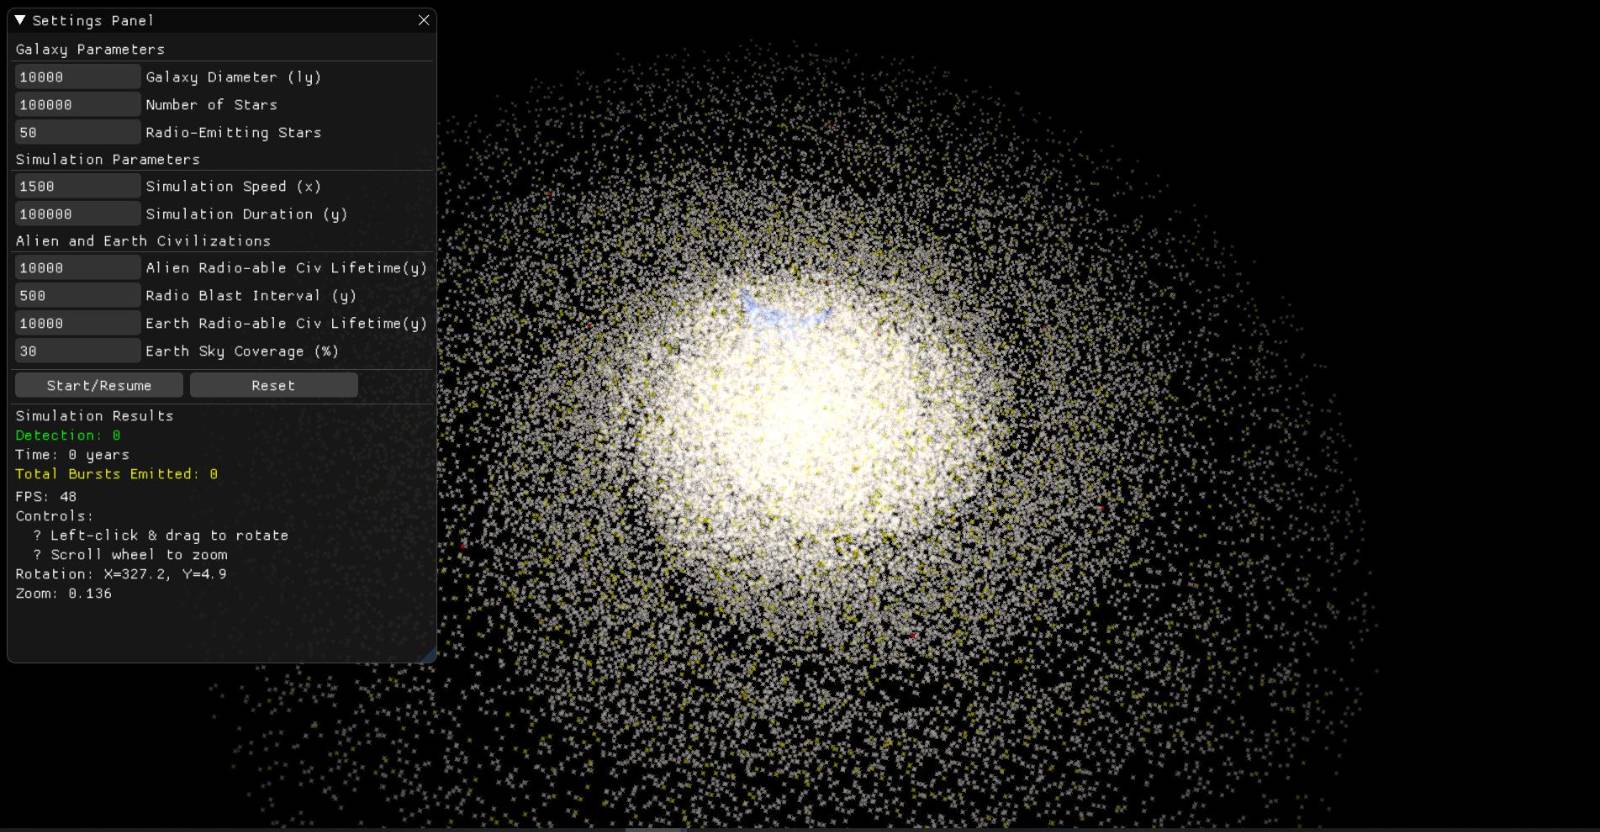 Settings Panel
Galaxy Parameters
10000 Galaxy Diameter (ly)
100000 Number of Stars
50 Radio-Emitting Stars
Simulation Parameters
1500 Simulation Speed (x)
100000 Simulation Duration (y)
Alien and Earth Civilizations
10000 Alien Radio-able Civ Lifetime(y)
500 Radio Blast Interval (y)
10000 Earth Radio-able Civ Lifetime(y)
30 Earth Sky Coverage (%)
Start/Resume Reset
Simulation Results
Detection: 0
Time: 0 years
Total Bursts Emitted: 0
FPS: 48
Controls:
? Left-click & drag to rotate
? Scroll wheel to zoom
Rotation: X=327.2, Y=4.9
Zoom: 0.136